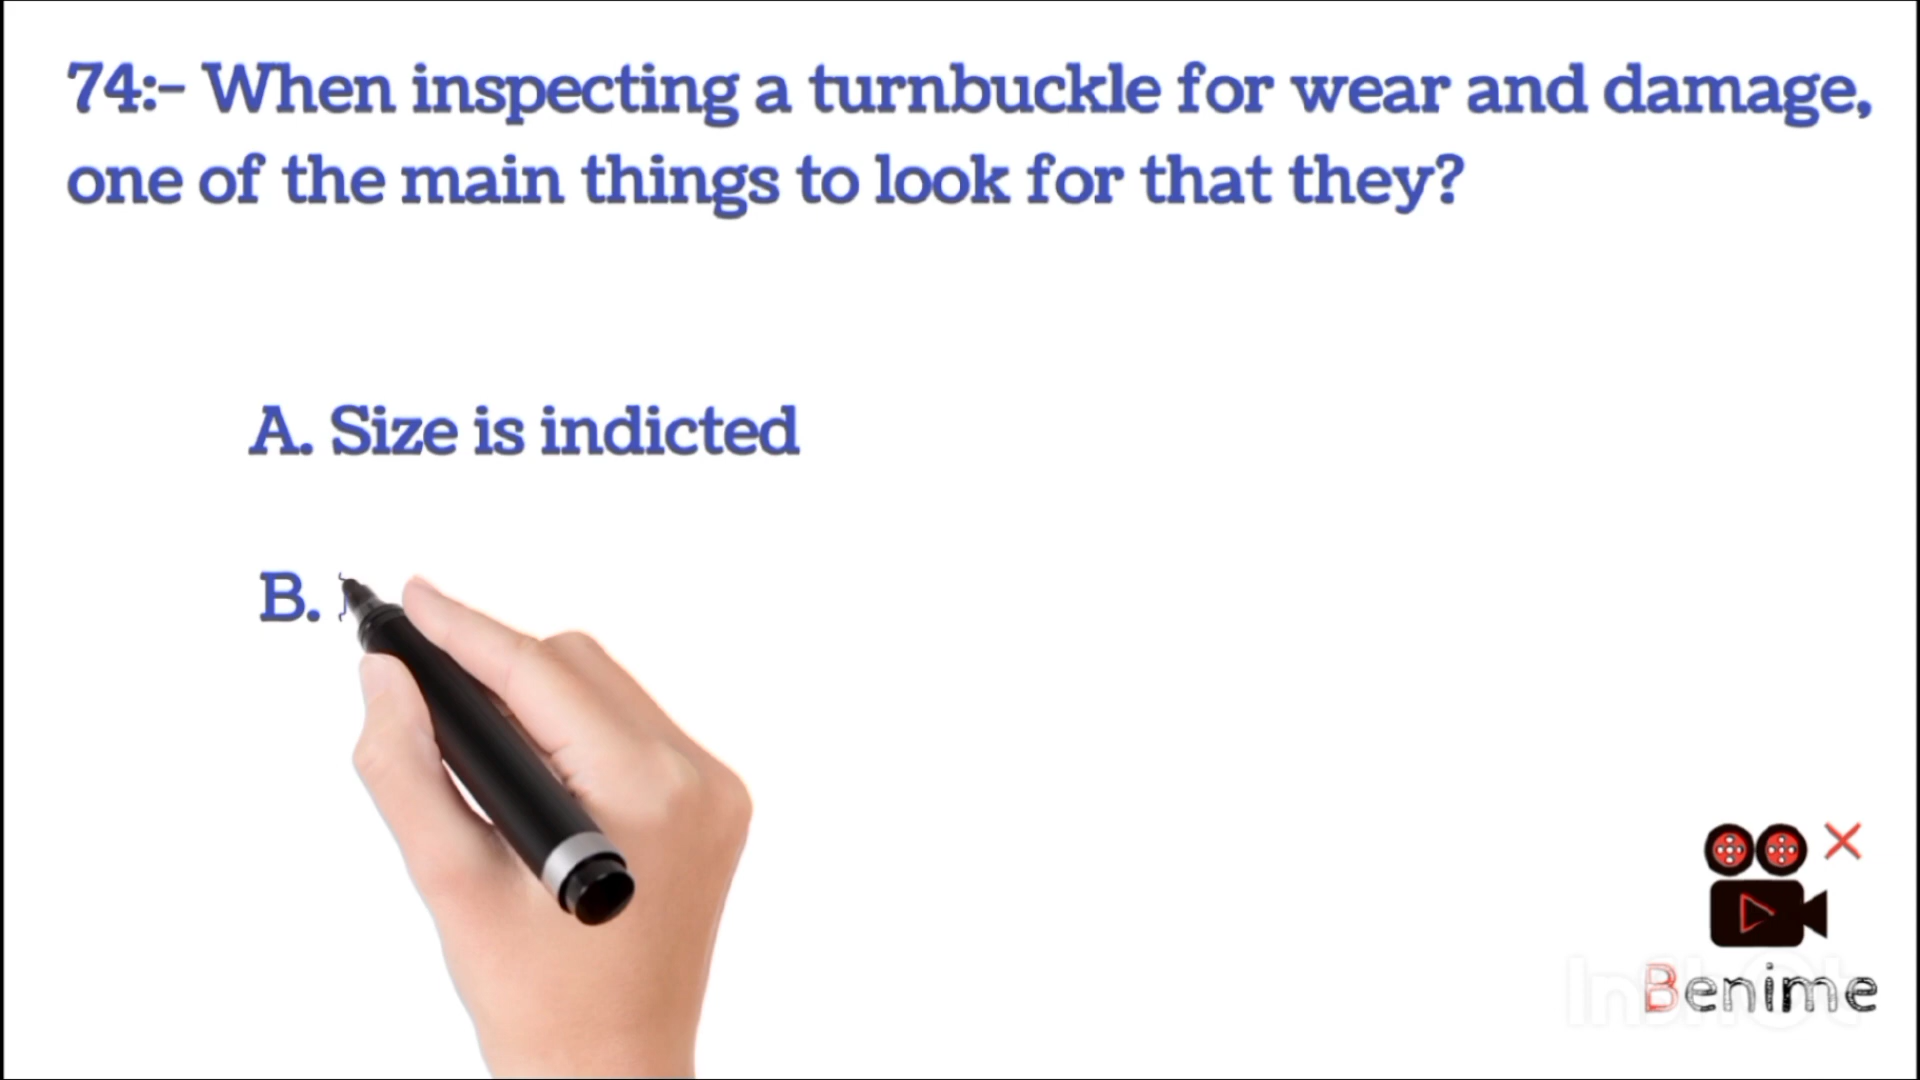 74:- When inspecting a turnbuckle for wear and damage,
one of the main things to look for that they?
A. Size is indicted
B.
InShot
Benime